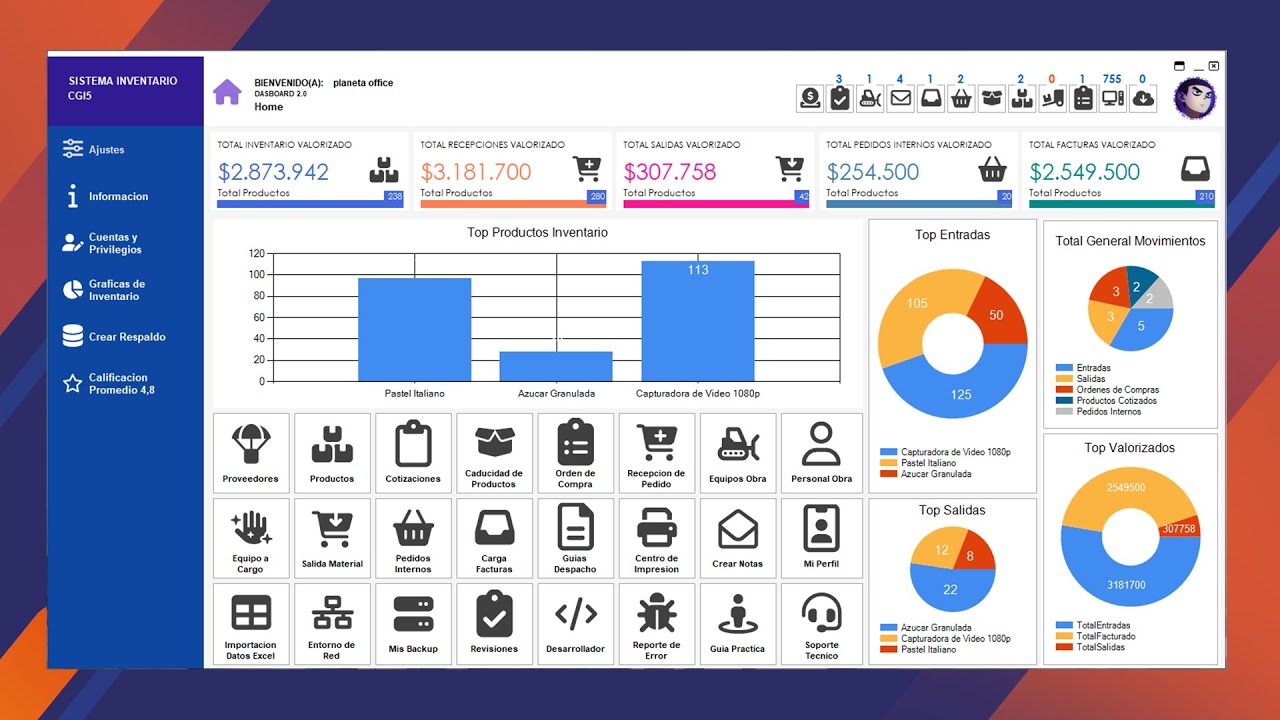 SISTEMA INVENTARIO
CGI5
BIENVENIDO(A): planeta office
DASBOARD 2.0
Home
3 1 4 1 2 2 0 1 755 0
Ajustes
Informacion
Cuentas y
Privilegios
Graficas de
Inventario
Crear Respaldo
Calificacion
Promedio 4,8
TOTAL INVENTARIO VALORIZADO
$2.873.942
Total Productos
238
TOTAL RECEPCIONES VALORIZADO
$3.181.700
Total Productos
280
TOTAL SALIDAS VALORIZADO
$307.758
Total Productos
42
TOTAL PEDIDOS INTERNOS VALORIZADO
$254.500
Total Productos
20
TOTAL FACTURAS VALORIZADO
$2.549.500
Total Productos
210
Top Productos Inventario
120
100
80
60
40
20
0
113
Pastel Italiano
Azucar Granulada
Capturadora de Video 1080p
Top Entradas
105
50
125
Capturadora de Video 1080p
Pastel Italiano
Azucar Granulada
Total General Movimientos
3
2
2
3
5
Entradas
Salidas
Ordenes de Compras
Productos Cotizados
Pedidos Internos
Proveedores
Productos
Cotizaciones
Caducidad de
Productos
Orden de
Compra
Recepcion de
Pedido
Equipos Obra
Personal Obra
Equipo a
Cargo
Salida Material
Pedidos
Internos
Carga
Facturas
Guias
Despacho
Centro de
Impresion
Crear Notas
Mi Perfil
Importacion
Datos Excel
Entorno de
Red
Mis Backup
Revisiones
Desarrollador
Reporte de
Error
Guia Practica
Soporte
Tecnico
Top Salidas
12
8
22
Azucar Granulada
Capturadora de Video 1080p
Pastel Italiano
Top Valorizados
2549500
307758
3181700
TotalEntradas
TotalFacturado
TotalSalidas